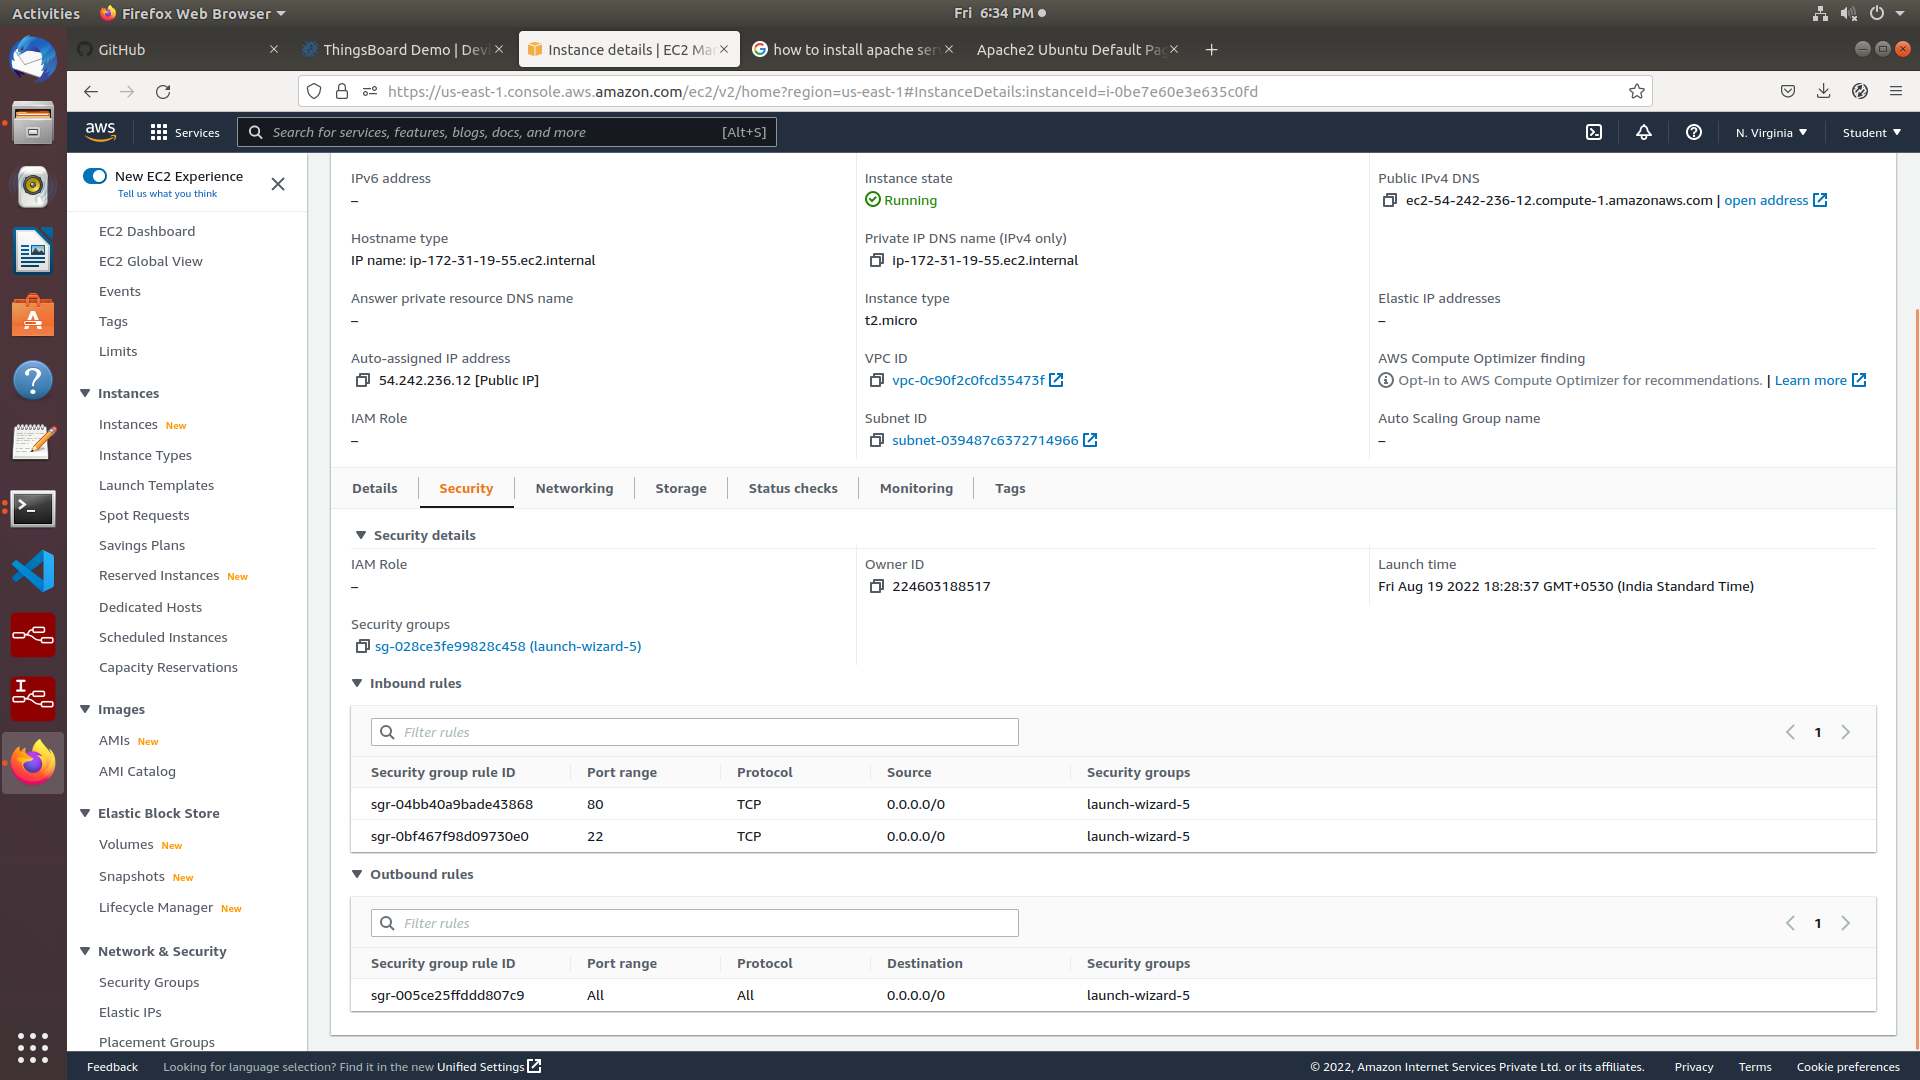 Activities
Firefox Web Browser
Fri 6:34 PM
GitHub
ThingsBoard Demo | Devi
Instance details | EC2 Ma
how to install apache ser
Apache2 Ubuntu Default Pa
https://us-east-1.console.aws.amazon.com/ec2/v2/home?region=us-east-1#InstanceDetails:instanceId=i-0be7e60e3e635c0fd
aws
Services
Search for services, features, blogs, docs, and more
[Alt+S]
N. Virginia
Student
New EC2 Experience
Tell us what you think
EC2 Dashboard
EC2 Global View
Events
Tags
Limits
Instances
Instances New
Instance Types
Launch Templates
Spot Requests
Savings Plans
Reserved Instances New
Dedicated Hosts
Scheduled Instances
Capacity Reservations
Images
AMIs New
AMI Catalog
Elastic Block Store
Volumes New
Snapshots New
Lifecycle Manager New
Network & Security
Security Groups
Elastic IPs
Placement Groups
IPv6 address
–
Instance state
Running
Public IPv4 DNS
ec2-54-242-236-12.compute-1.amazonaws.com | open address
Hostname type
IP name: ip-172-31-19-55.ec2.internal
Private IP DNS name (IPv4 only)
ip-172-31-19-55.ec2.internal
Answer private resource DNS name
–
Instance type
t2.micro
Elastic IP addresses
–
Auto-assigned IP address
54.242.236.12 [Public IP]
VPC ID
vpc-0c90f2c0fcd35473f
AWS Compute Optimizer finding
Opt-in to AWS Compute Optimizer for recommendations. | Learn more
IAM Role
–
Subnet ID
subnet-039487c6372714966
Auto Scaling Group name
–
Details
Security
Networking
Storage
Status checks
Monitoring
Tags
Security details
IAM Role
–
Owner ID
224603188517
Launch time
Fri Aug 19 2022 18:28:37 GMT+0530 (India Standard Time)
Security groups
sg-028ce3fe99828c458 (launch-wizard-5)
Inbound rules
Filter rules
1
Security group rule ID Port range Protocol Source Security groups
sgr-04bb40a9bade43868 80 TCP 0.0.0.0/0 launch-wizard-5
sgr-0bf467f98d09730e0 22 TCP 0.0.0.0/0 launch-wizard-5
Outbound rules
Filter rules
1
Security group rule ID Port range Protocol Destination Security groups
sgr-005ce25ffddd807c9 All All 0.0.0.0/0 launch-wizard-5
Feedback
Looking for language selection? Find it in the new Unified Settings
© 2022, Amazon Internet Services Private Ltd. or its affiliates.
Privacy
Terms
Cookie preferences